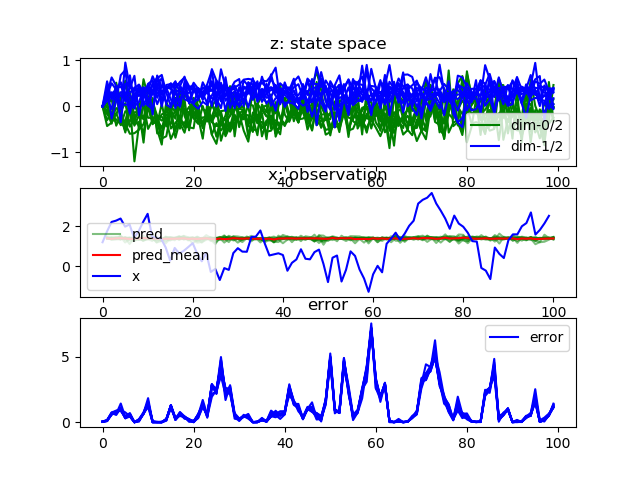 z: state space
1
0
−1
dim-0/2
dim-1/2
0
20
40
60
80
100
x: observation
2
0
pred
pred_mean
x
0
20
40
60
80
100
error
5
0
error
0
20
40
60
80
100